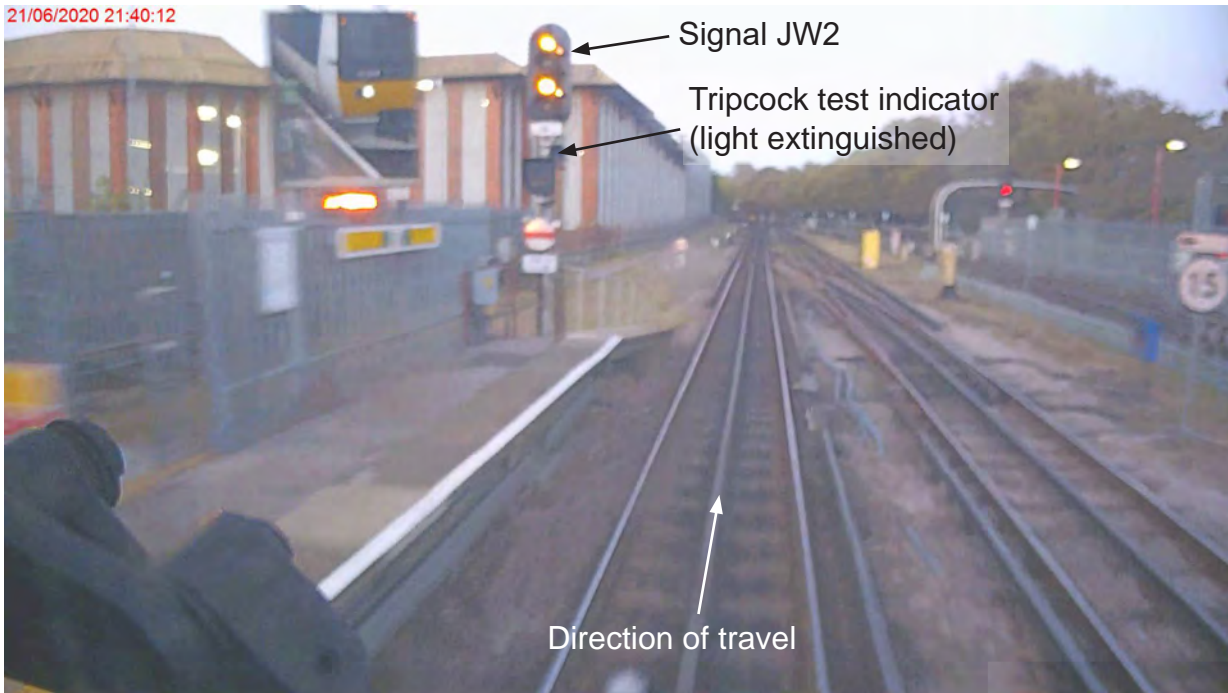 21/06/2020 21:40:12
Signal JW2
Tripcock test indicator
(light extinguished)
15
Direction of travel